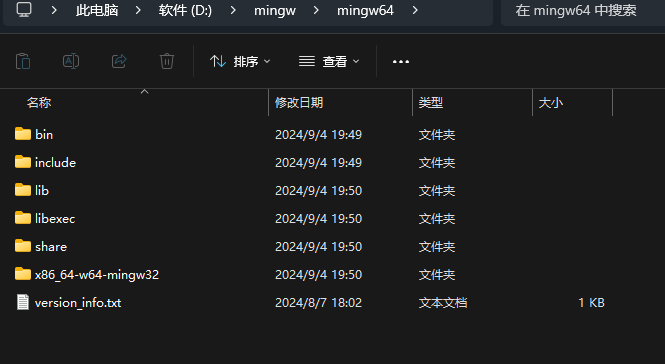 此电脑 > 软件 (D:) > mingw > mingw64 > 在 mingw64 中搜索
排序 查看 •••
名称 修改日期 类型 大小
bin 2024/9/4 19:49 文件夹
include 2024/9/4 19:49 文件夹
lib 2024/9/4 19:50 文件夹
libexec 2024/9/4 19:50 文件夹
share 2024/9/4 19:50 文件夹
x86_64-w64-mingw32 2024/9/4 19:50 文件夹
version_info.txt 2024/8/7 18:02 文本文档 1 KB